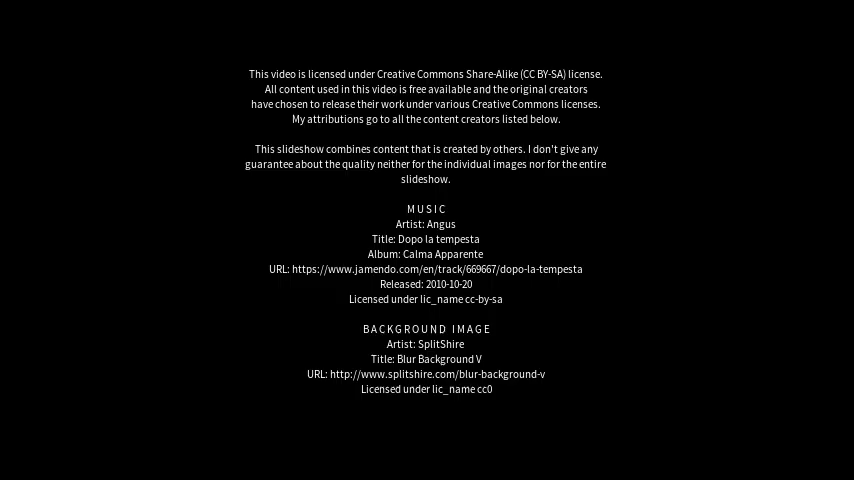 This video is licensed under Creative Commons Share-Alike (CC BY-SA) license.
All content used in this video is free available and the original creators
have chosen to release their work under various Creative Commons licenses.
My attributions go to all the content creators listed below.
This slideshow combines content that is created by others. I don't give any
guarantee about the quality neither for the individual images nor for the entire
slideshow.
MUSIC
Artist: Angus
Title: Dopo la tempesta
Album: Calma Apparente
URL: https://www.jamendo.com/en/track/669667/dopo-la-tempesta
Released: 2010-10-20
Licensed under lic_name cc-by-sa
BACKGROUND IMAGE
Artist: SplitShire
Title: Blur Background V
URL: http://www.splitshire.com/blur-background-v
Licensed under lic_name cc0